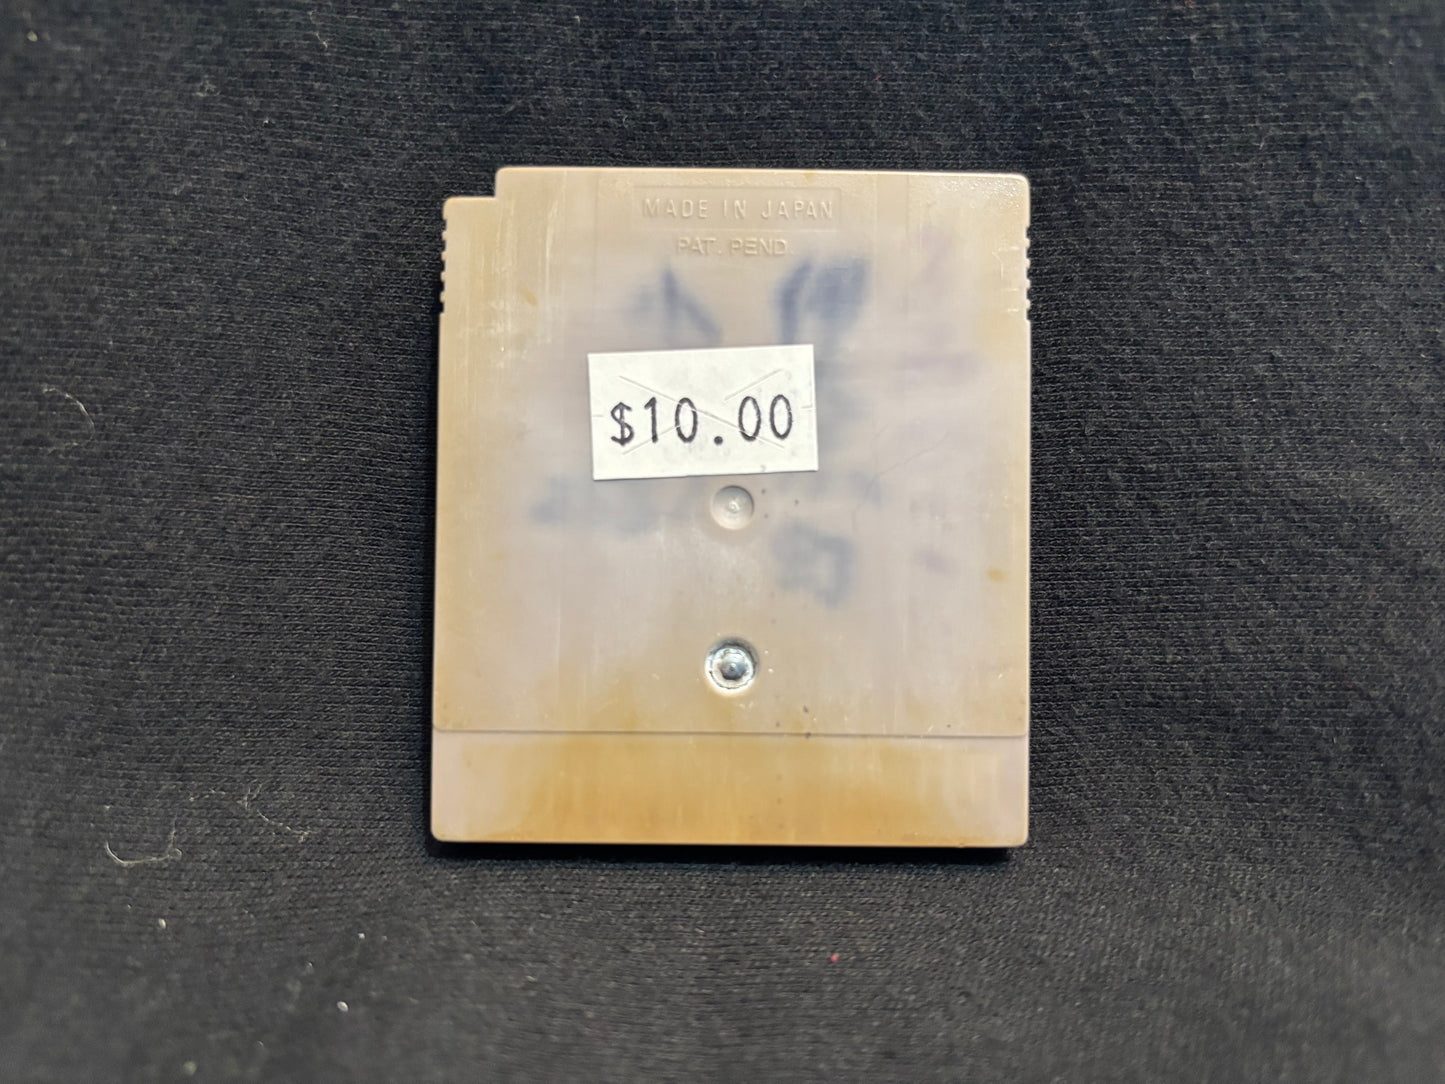 MADE IN JAPAN
PAT. PEND.
$10.00